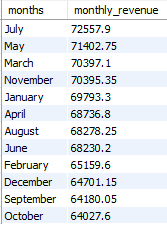 months monthly_revenue
July 72557.9
May 71402.75
March 70397.1
November 70395.35
January 69793.3
April 68736.8
August 68278.25
June 68230.2
February 65159.6
December 64701.15
September 64180.05
October 64027.6